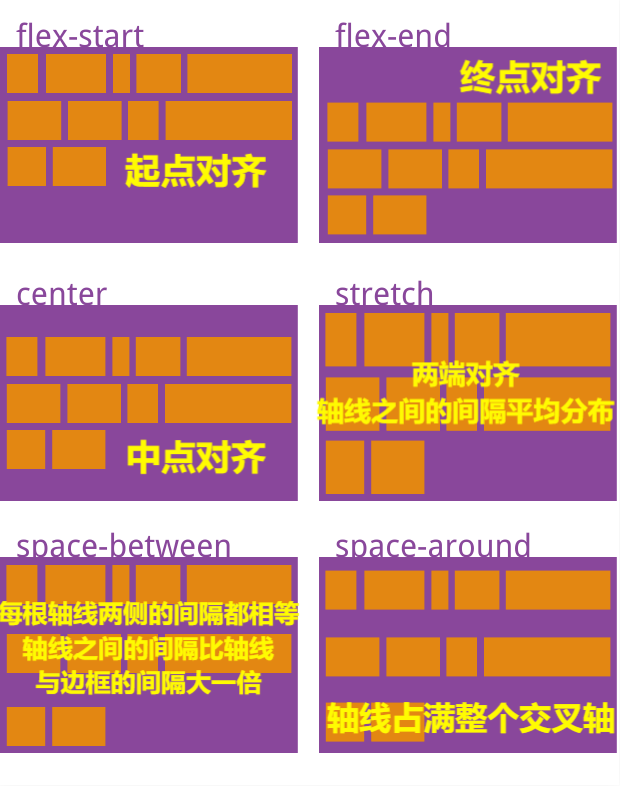 flex-start
起点对齐
flex-end
终点对齐
center
中点对齐
stretch
两端对齐
轴线之间的间隔平均分布
space-between
每根轴线两侧的间隔都相等
轴线之间的间隔比轴线
与边框的间隔大一倍
space-around
轴线占满整个交叉轴